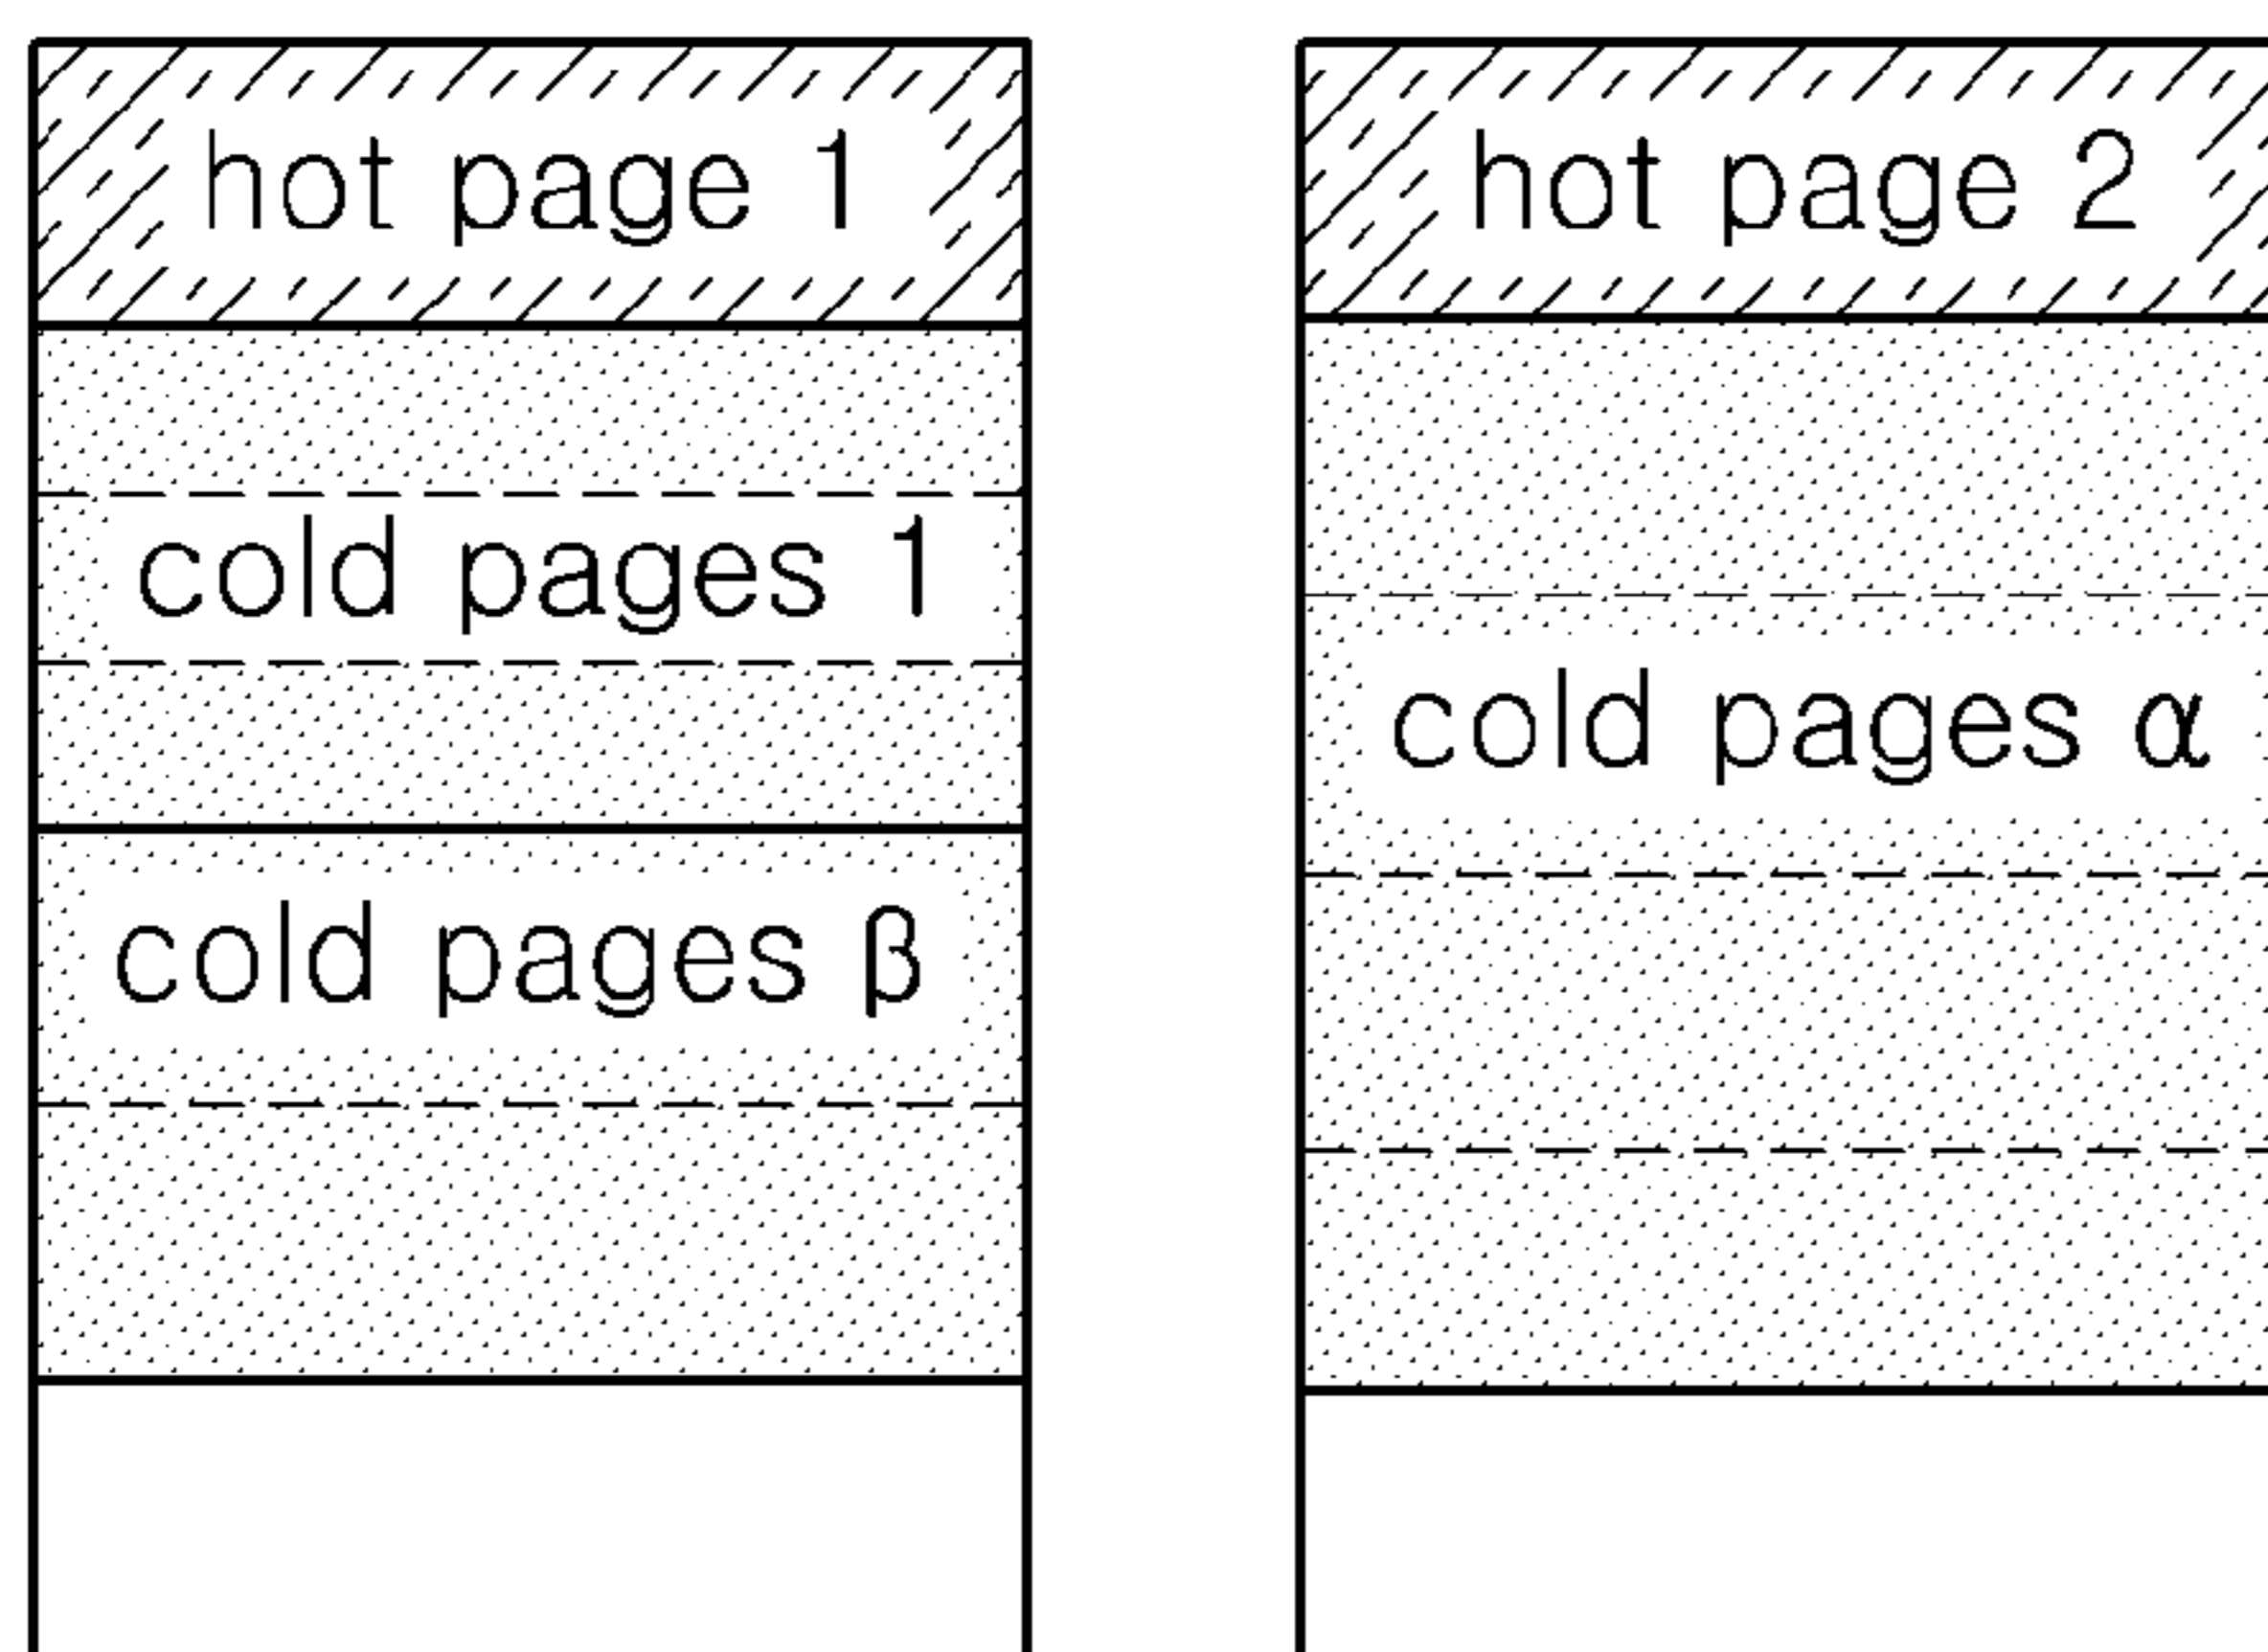 hot page 1
cold pages 1
cold pages β
hot page 2
cold pages α